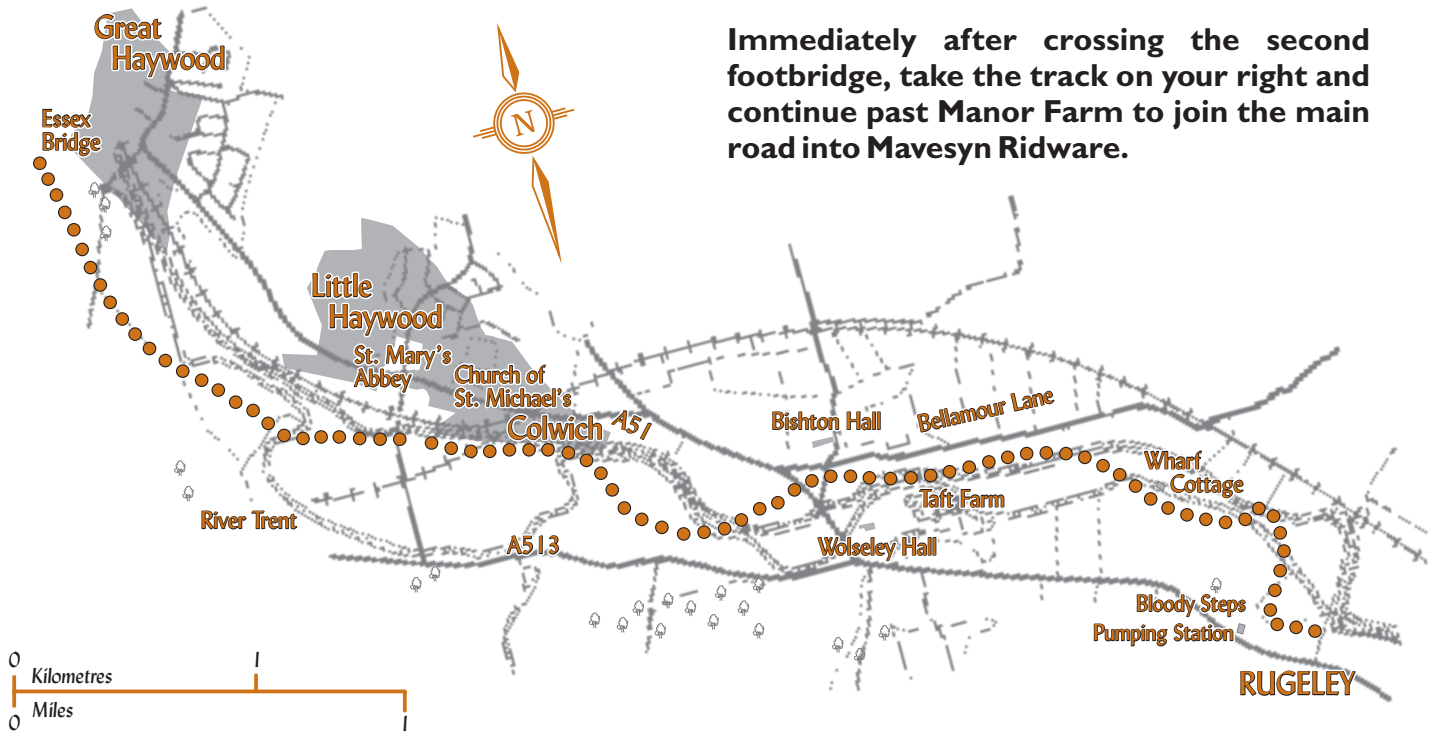 Great
Haywood
Essex
Bridge
N
Immediately after crossing the second
footbridge, take the track on your right and
continue past Manor Farm to join the main
road into Mavesyn Ridware.
Little
Haywood
St. Mary's
Abbey
Church of
St. Michael's
Colwich
A51
Bishton Hall
Bellamour Lane
Wharf
Cottage
Taft Farm
River Trent
A513
Wolseley Hall
Bloody Steps
Pumping Station
RUGELEY
0 1
Kilometres
Miles
0 1